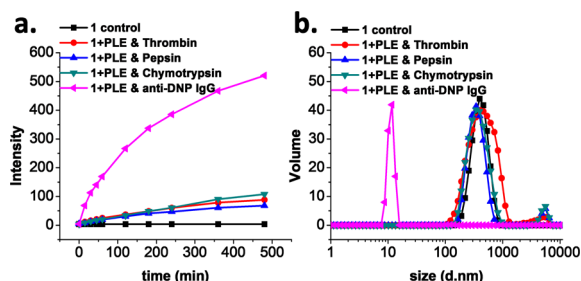 a.
1 control
1+PLE & Thrombin
1+PLE & Pepsin
1+PLE & Chymotrypsin
1+PLE & anti-DNP IgG
600
500
400
300
200
100
0
Intensity
0 100 200 300 400 500
time (min)
b.
1 control
1+PLE & Thrombin
1+PLE & Pepsin
1+PLE & Chymotrypsin
1+PLE & anti-DNP IgG
60
50
40
30
20
10
0
Volume
1 10 100 1000 10000
size (d.nm)